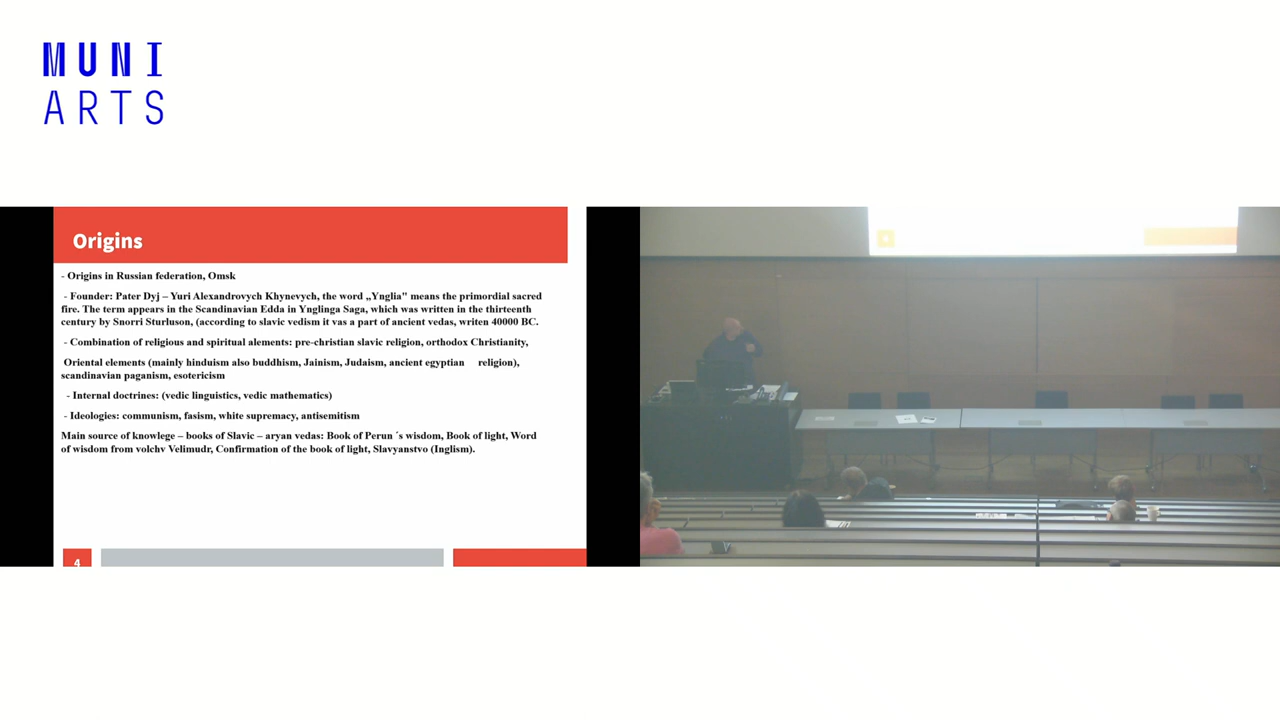 MUNI
ARTS
Origins
- Origins in Russian federation, Omsk
- Founder: Pater Dyj – Yuri Alexandrovych Khynevych, the word „Ynglia" means the primordial sacred
fire. The term appears in the Scandinavian Edda in Ynglinga Saga, which was written in the thirteenth
century by Snorri Sturluson, (according to slavic vedism it vas a part of ancient vedas, writen 40000 BC.
- Combination of religious and spiritual alements: pre-christian slavic religion, orthodox Christianity,
Oriental elements (mainly hinduism also buddhism, Jainism, Judaism, ancient egyptian religion),
scandinavian paganism, esotericism
- Internal doctrines: (vedic linguistics, vedic mathematics)
- Ideologies: communism, fasism, white supremacy, antisemitism
Main source of knowlege – books of Slavic – aryan vedas: Book of Perun ´s wisdom, Book of light, Word
of wisdom from volchv Velimudr, Confirmation of the book of light, Slavyanstvo (Inglism).
4